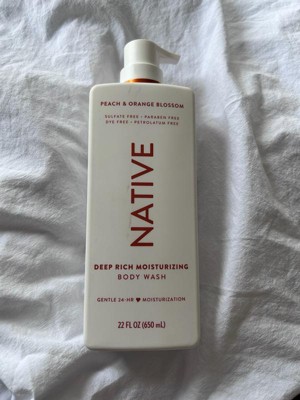 PEACH & ORANGE BLOSSOM
SULFATE FREE • PARABEN FREE
DYE FREE • PETROLATUM FREE
NATIVE
DEEP RICH MOISTURIZING
BODY WASH
GENTLE 24-HR ♥ MOISTURIZATION
22 FL OZ (650 mL)